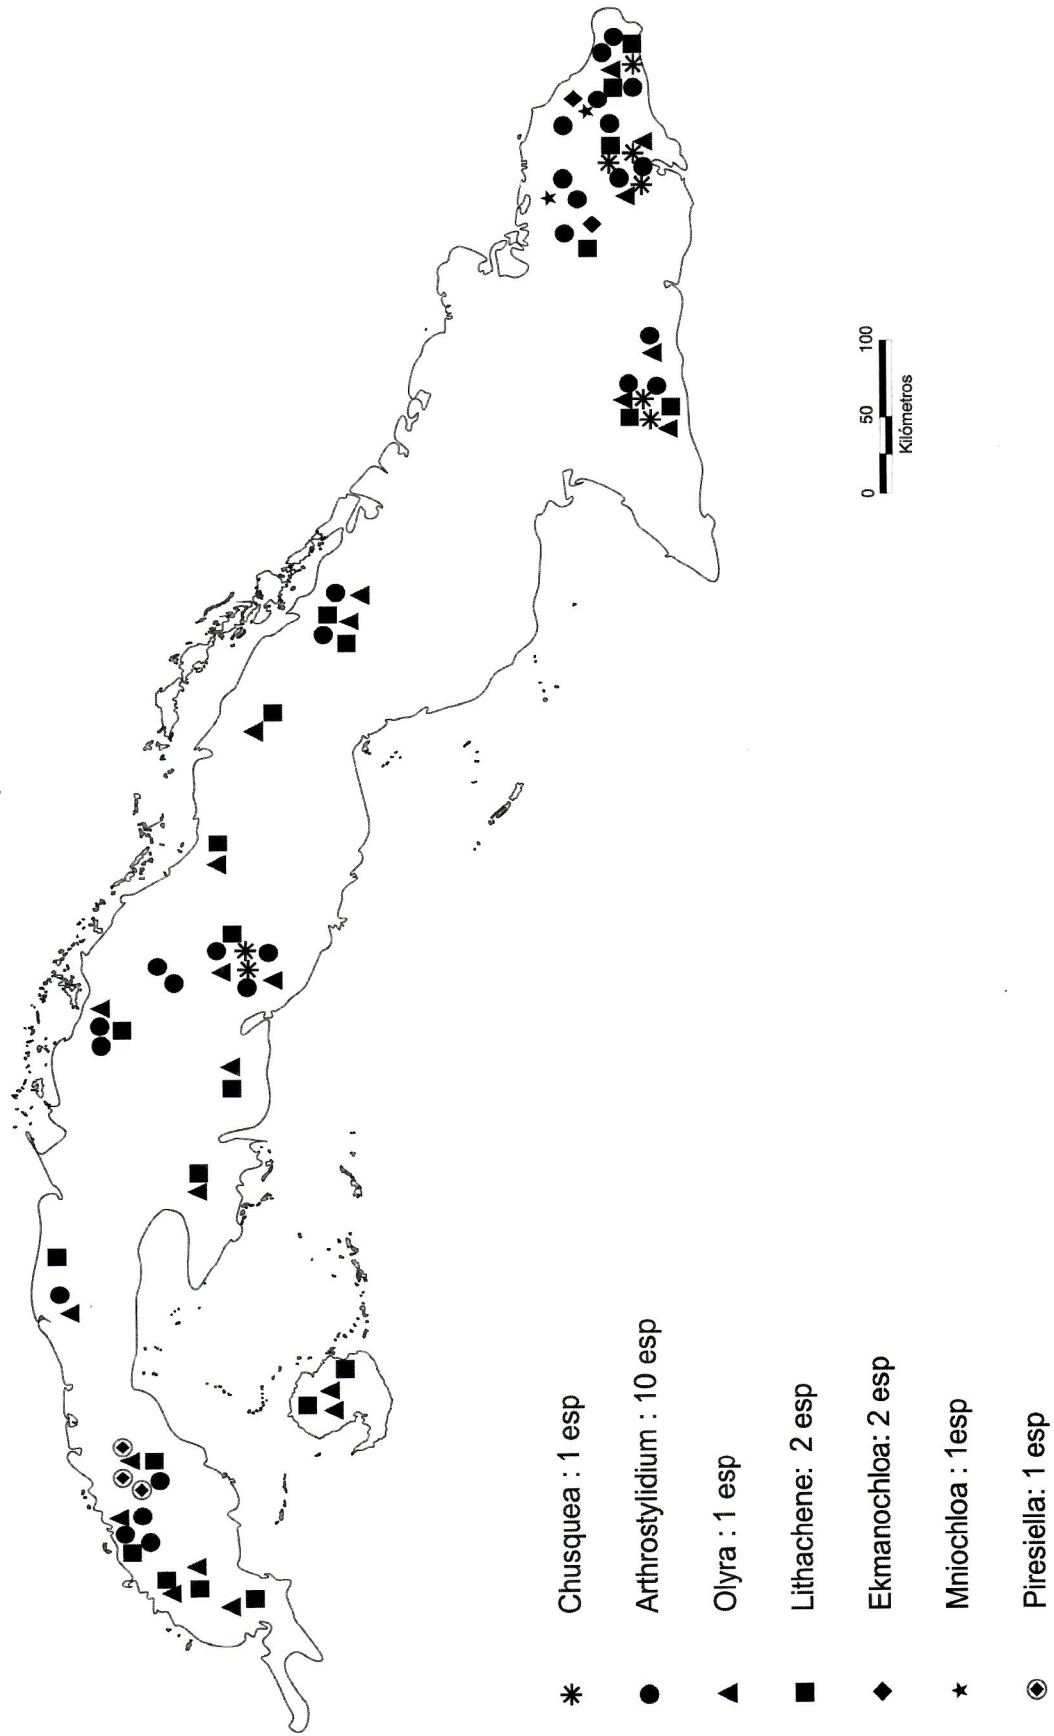 0 50 100
Kilómetros
Chusquea : 1 esp
Arthrostylidium : 10 esp
Olyra : 1 esp
Lithachene: 2 esp
Ekmanochloa: 2 esp
Mniochloa : 1esp
Piresiella: 1 esp